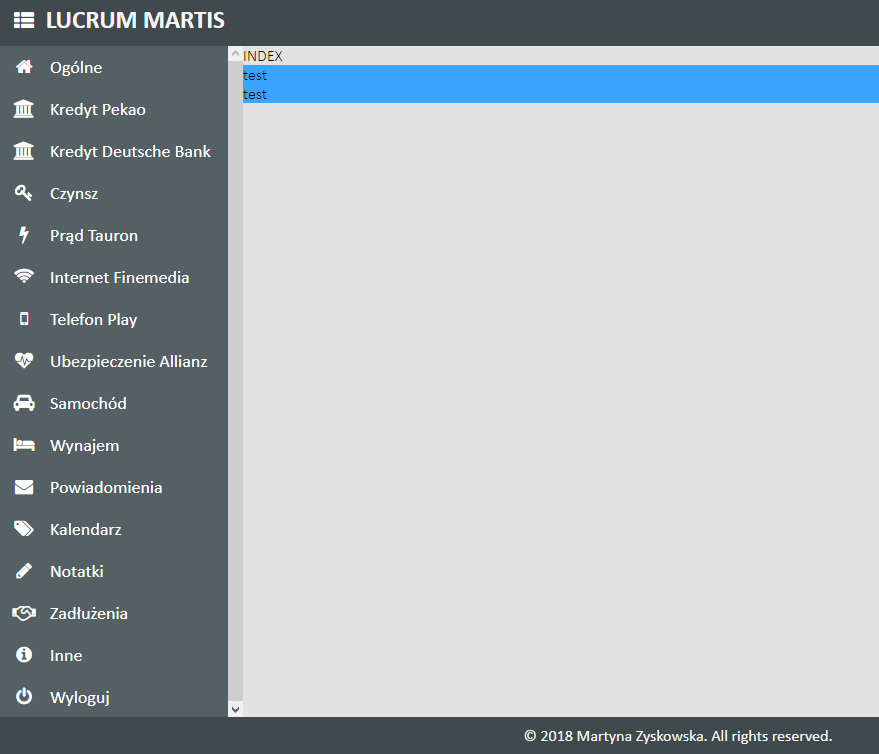 LUCRUM MARTIS
Ogólne
Kredyt Pekao
Kredyt Deutsche Bank
Czynsz
Prąd Tauron
Internet Finemedia
Telefon Play
Ubezpieczenie Allianz
Samochód
Wynajem
Powiadomienia
Kalendarz
Notatki
Zadłużenia
Inne
Wyloguj
INDEX
test
test
© 2018 Martyna Zyskowska. All rights reserved.